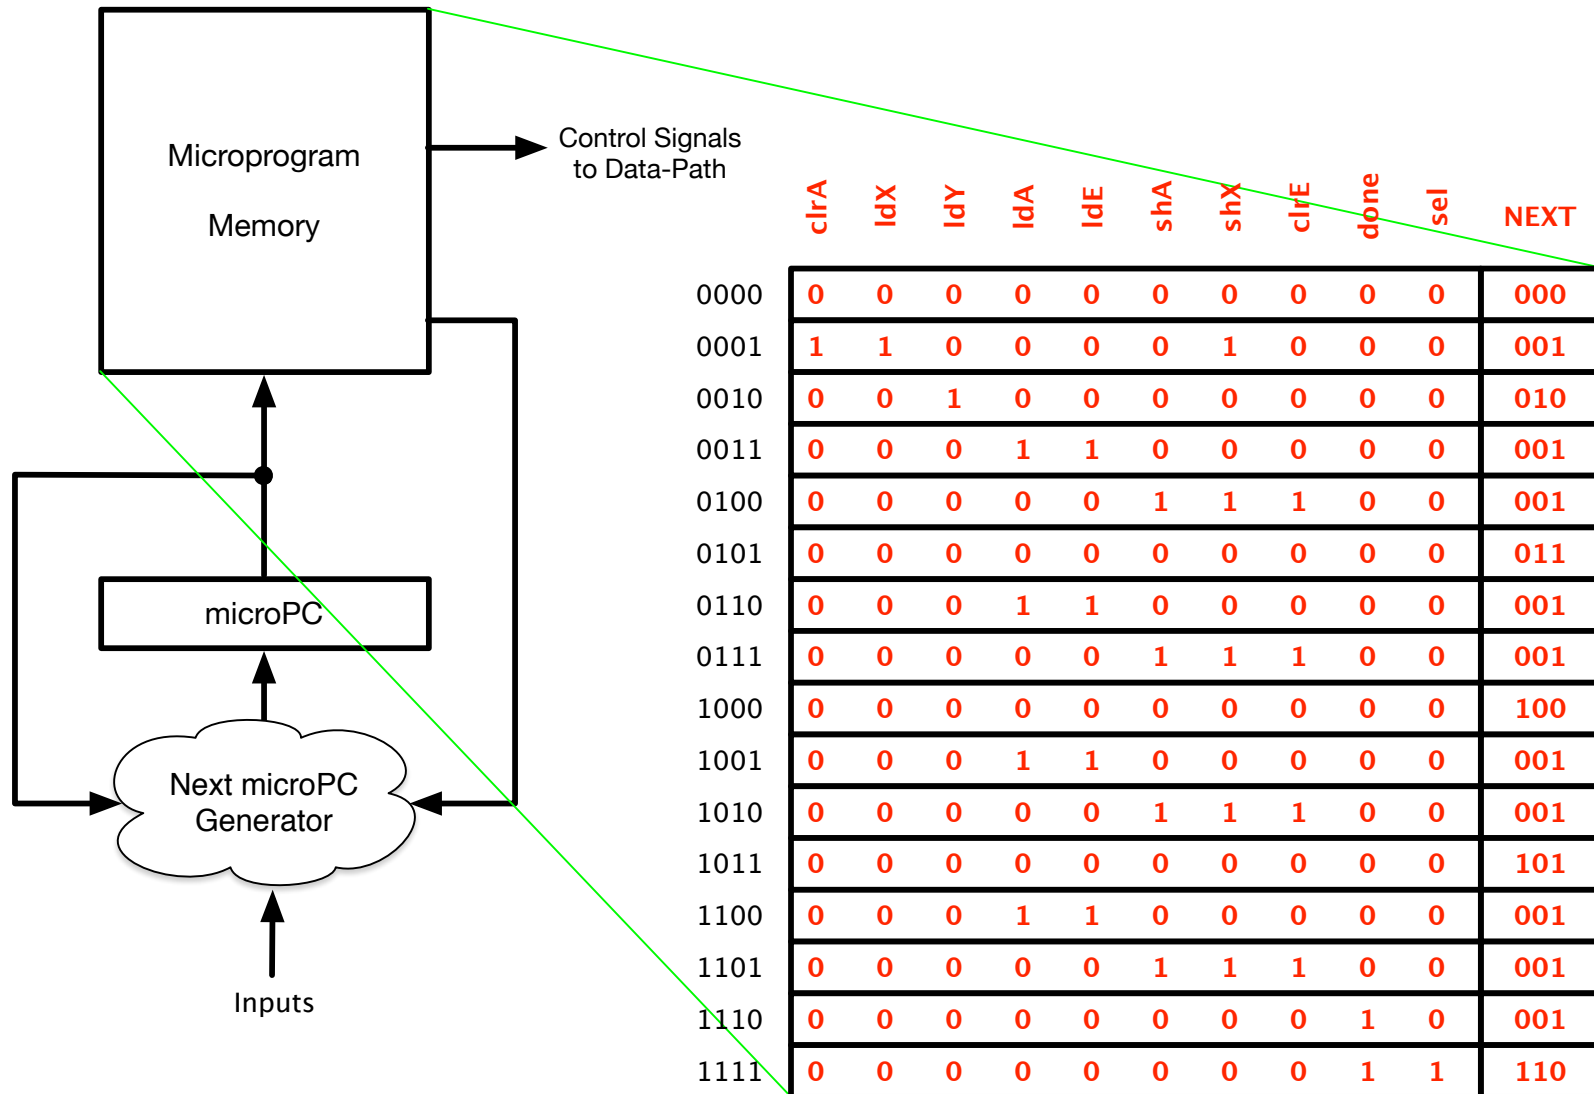 Microprogram
Memory
Control Signals
to Data-Path
microPC
Next microPC
Generator
Inputs
clrA ldX ldY ldA ldE shA shX clrE done sel NEXT
0000 0 0 0 0 0 0 0 0 0 0 000
0001 1 1 0 0 0 0 1 0 0 0 001
0010 0 0 1 0 0 0 0 0 0 0 010
0011 0 0 0 1 1 0 0 0 0 0 001
0100 0 0 0 0 0 1 1 1 0 0 001
0101 0 0 0 0 0 0 0 0 0 0 011
0110 0 0 0 1 1 0 0 0 0 0 001
0111 0 0 0 0 0 1 1 1 0 0 001
1000 0 0 0 0 0 0 0 0 0 0 100
1001 0 0 0 1 1 0 0 0 0 0 001
1010 0 0 0 0 0 1 1 1 0 0 001
1011 0 0 0 0 0 0 0 0 0 0 101
1100 0 0 0 1 1 0 0 0 0 0 001
1101 0 0 0 0 0 1 1 1 0 0 001
1110 0 0 0 0 0 0 0 0 1 0 001
1111 0 0 0 0 0 0 0 0 1 1 110